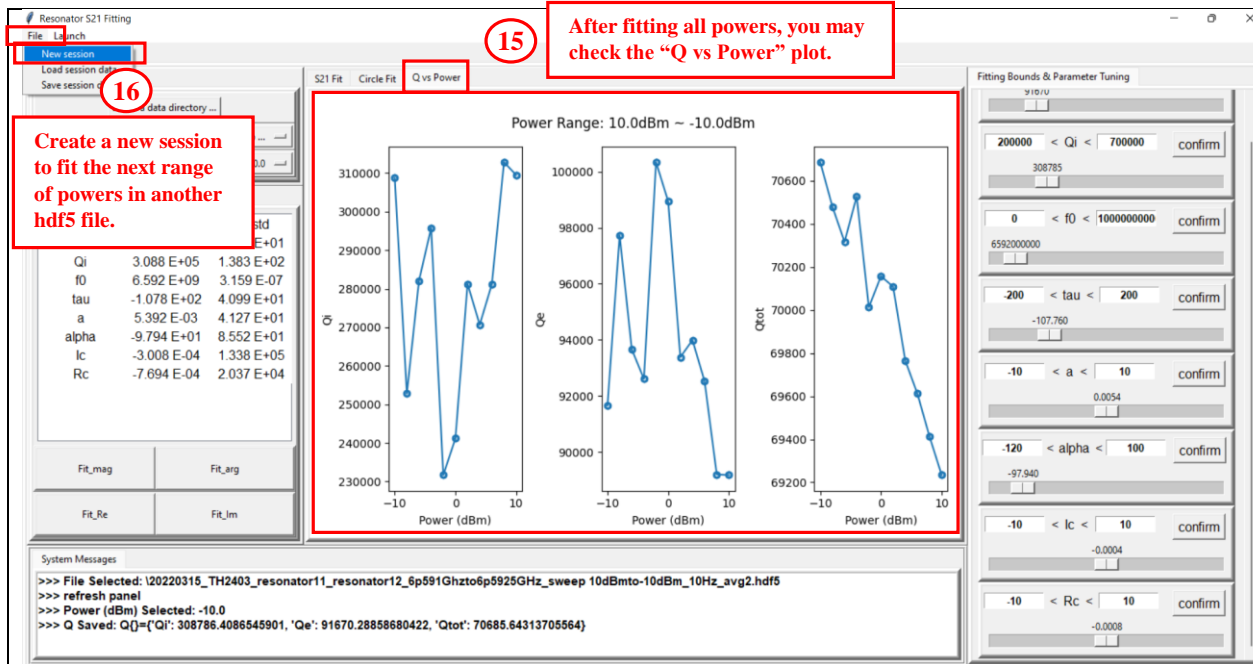 Resonator S21 Fitting
File Launch
New session
Load session data
Save session d
15
After fitting all powers, you may
check the “Q vs Power” plot.
16
data directory ...
...
0.0
Create a new session
to fit the next range
of powers in another
hdf5 file.
std
E+01
Qi 3.088 E+05 1.383 E+02
f0 6.592 E+09 3.159 E-07
tau -1.078 E+02 4.099 E+01
a 5.392 E-03 4.127 E+01
alpha -9.794 E+01 8.552 E+01
Ic -3.008 E-04 1.338 E+05
Rc -7.694 E-04 2.037 E+04
Fit_mag Fit_arg
Fit_Re Fit_Im
S21 Fit Circle Fit Q vs Power
Power Range: 10.0dBm ~ -10.0dBm
Qi
310000
300000
290000
280000
270000
260000
250000
240000
230000
−10 0 10
Power (dBm)
Qe
100000
98000
96000
94000
92000
90000
−10 0 10
Power (dBm)
Qtot
70600
70400
70200
70000
69800
69600
69400
69200
−10 0 10
Power (dBm)
Fitting Bounds & Parameter Tuning
91670
200000 < Qi < 700000 confirm
308785
0 < f0 < 1000000000 confirm
6592000000
-200 < tau < 200 confirm
-107.760
-10 < a < 10 confirm
0.0054
-120 < alpha < 100 confirm
-97.940
-10 < Ic < 10 confirm
-0.0004
-10 < Rc < 10 confirm
-0.0008
System Messages
>>> File Selected: \20220315_TH2403_resonator11_resonator12_6p591Ghzto6p5925GHz_sweep 10dBmto-10dBm_10Hz_avg2.hdf5
>>> refresh panel
>>> Power (dBm) Selected: -10.0
>>> Q Saved: Q{}={'Qi': 308786.4086545901, 'Qe': 91670.28858680422, 'Qtot': 70685.64313705564}